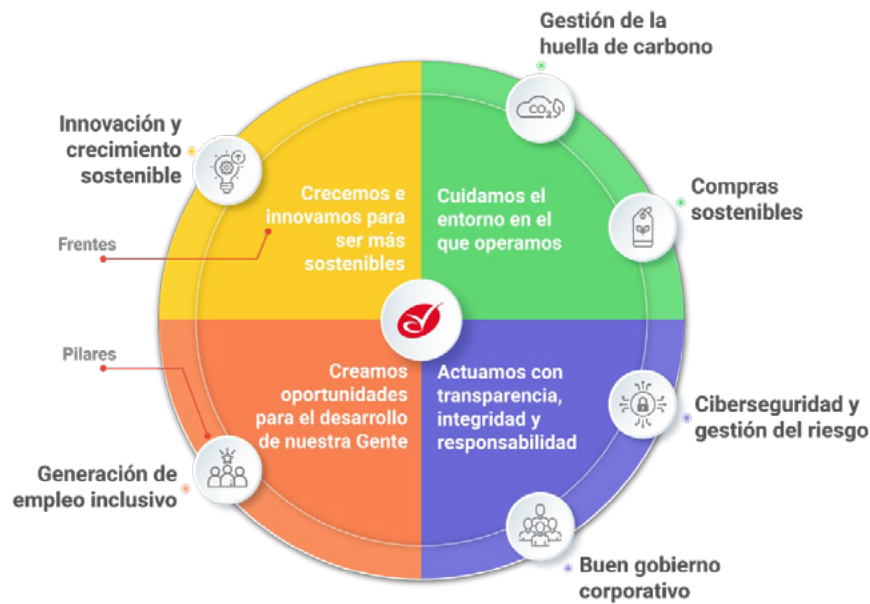 Gestión de la
huella de carbono
Innovación y
crecimiento
sostenible
CO2
Compras
sostenibles
Crecemos e
innovamos para
ser más
sostenibles
Cuidamos el
entorno en el
que operamos
Frentes
Pilares
Creamos
oportunidades
para el desarrollo
de nuestra Gente
Actuamos con
transparencia,
integridad y
responsabilidad
Ciberseguridad y
gestión del riesgo
Generación de
empleo inclusivo
Buen gobierno
corporativo